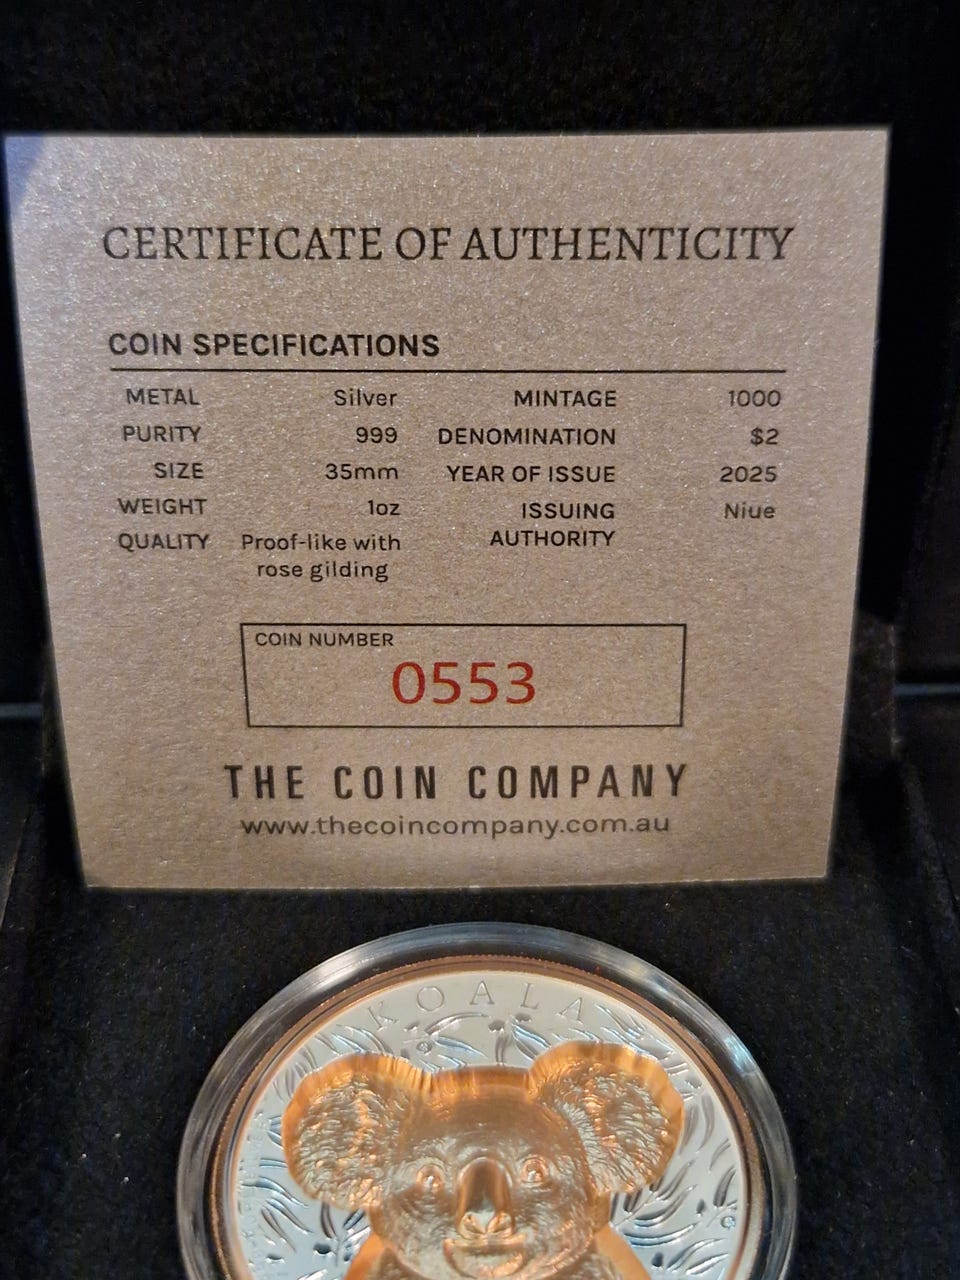 CERTIFICATE OF AUTHENTICITY
COIN SPECIFICATIONS
METAL Silver MINTAGE 1000
PURITY 999 DENOMINATION $2
SIZE 35mm YEAR OF ISSUE 2025
WEIGHT 1oz ISSUING AUTHORITY Niue
QUALITY Proof-like with
rose gilding
COIN NUMBER
0553
THE COIN COMPANY
www.thecoincompany.com.au
KOALA